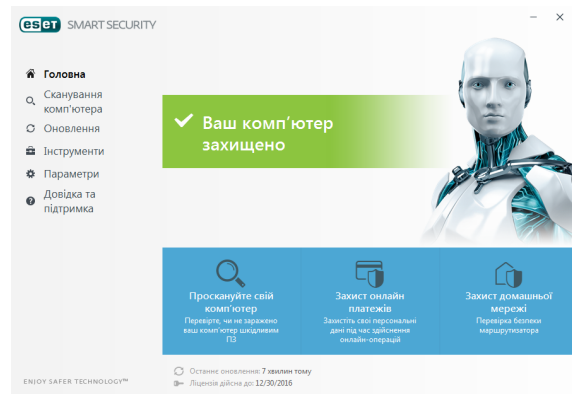 eset SMART SECURITY
Головна
Сканування
комп'ютера
Оновлення
Інструменти
Параметри
Довідка та
підтримка
Ваш комп'ютер
захищено
Проскануйте свій
комп'ютер
Перевірте, чи не заражено
ваш комп'ютер шкідливим
ПЗ
Захист онлайн
платежів
Захистіть свої персональні
дані під час здійснення
онлайн-операцій
Захист домашньої
мережі
Перевірка безпеки
маршрутизатора
Останнє оновлення: 7 хвилин тому
Ліцензія дійсна до: 12/30/2016
ENJOY SAFER TECHNOLOGY™